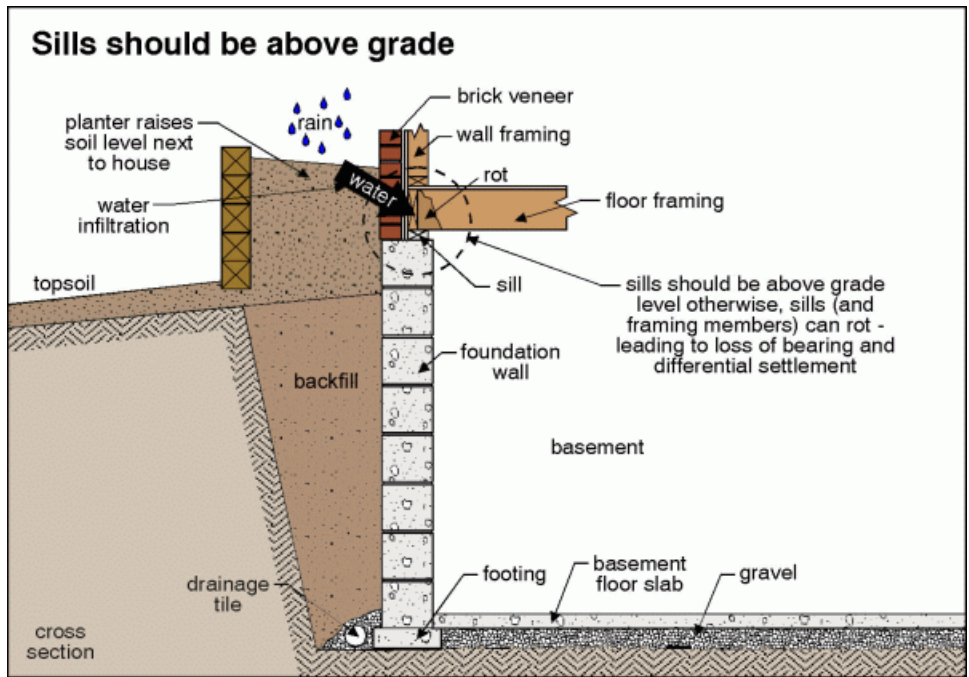 Sills should be above grade
brick veneer
rain
planter raises
soil level next
to house
wall framing
rot
water
water
infiltration
floor framing
topsoil
sill
sills should be above grade
level otherwise, sills (and
framing members) can rot -
leading to loss of bearing and
differential settlement
foundation
wall
backfill
basement
drainage
tile
footing
basement
floor slab
gravel
cross
section